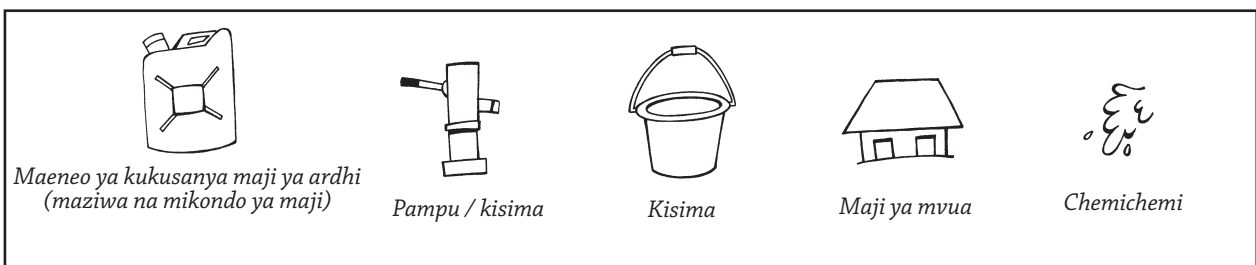 Maeneo ya kukusanya maji ya ardhi
(maziwa na mikondo ya maji)
Pampu / kisima
Kisima
Maji ya mvua
Chemichemi